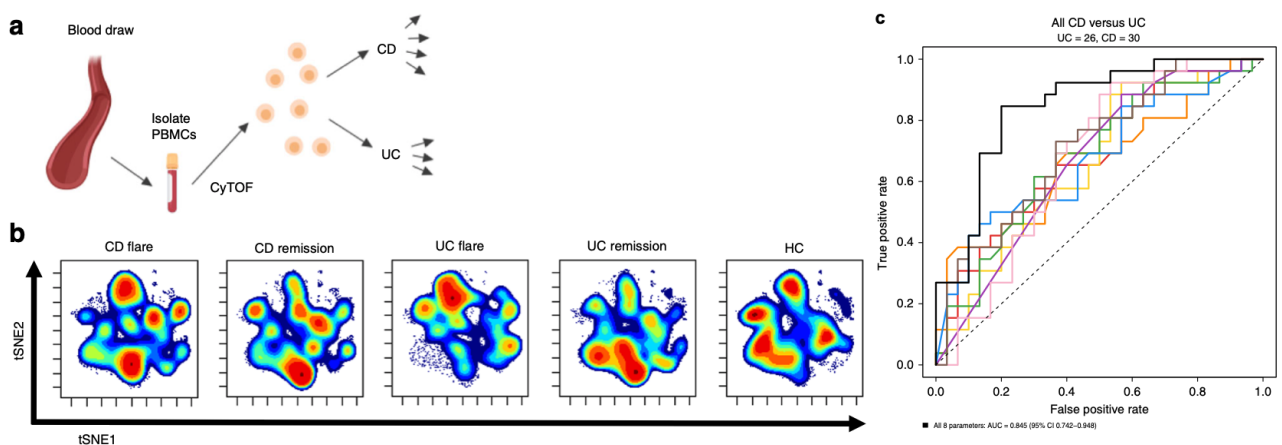 a
Blood draw
Isolate
PBMCs
CyTOF
CD
UC
b
CD flare
CD remission
UC flare
UC remission
HC
tSNE2
tSNE1
c
All CD versus UC
UC = 26, CD = 30
True positive rate
1.0
0.8
0.6
0.4
0.2
0.0
0.0 0.2 0.4 0.6 0.8 1.0
False positive rate
All 8 parameters: AUC = 0.845 (95% CI 0.742–0.948)